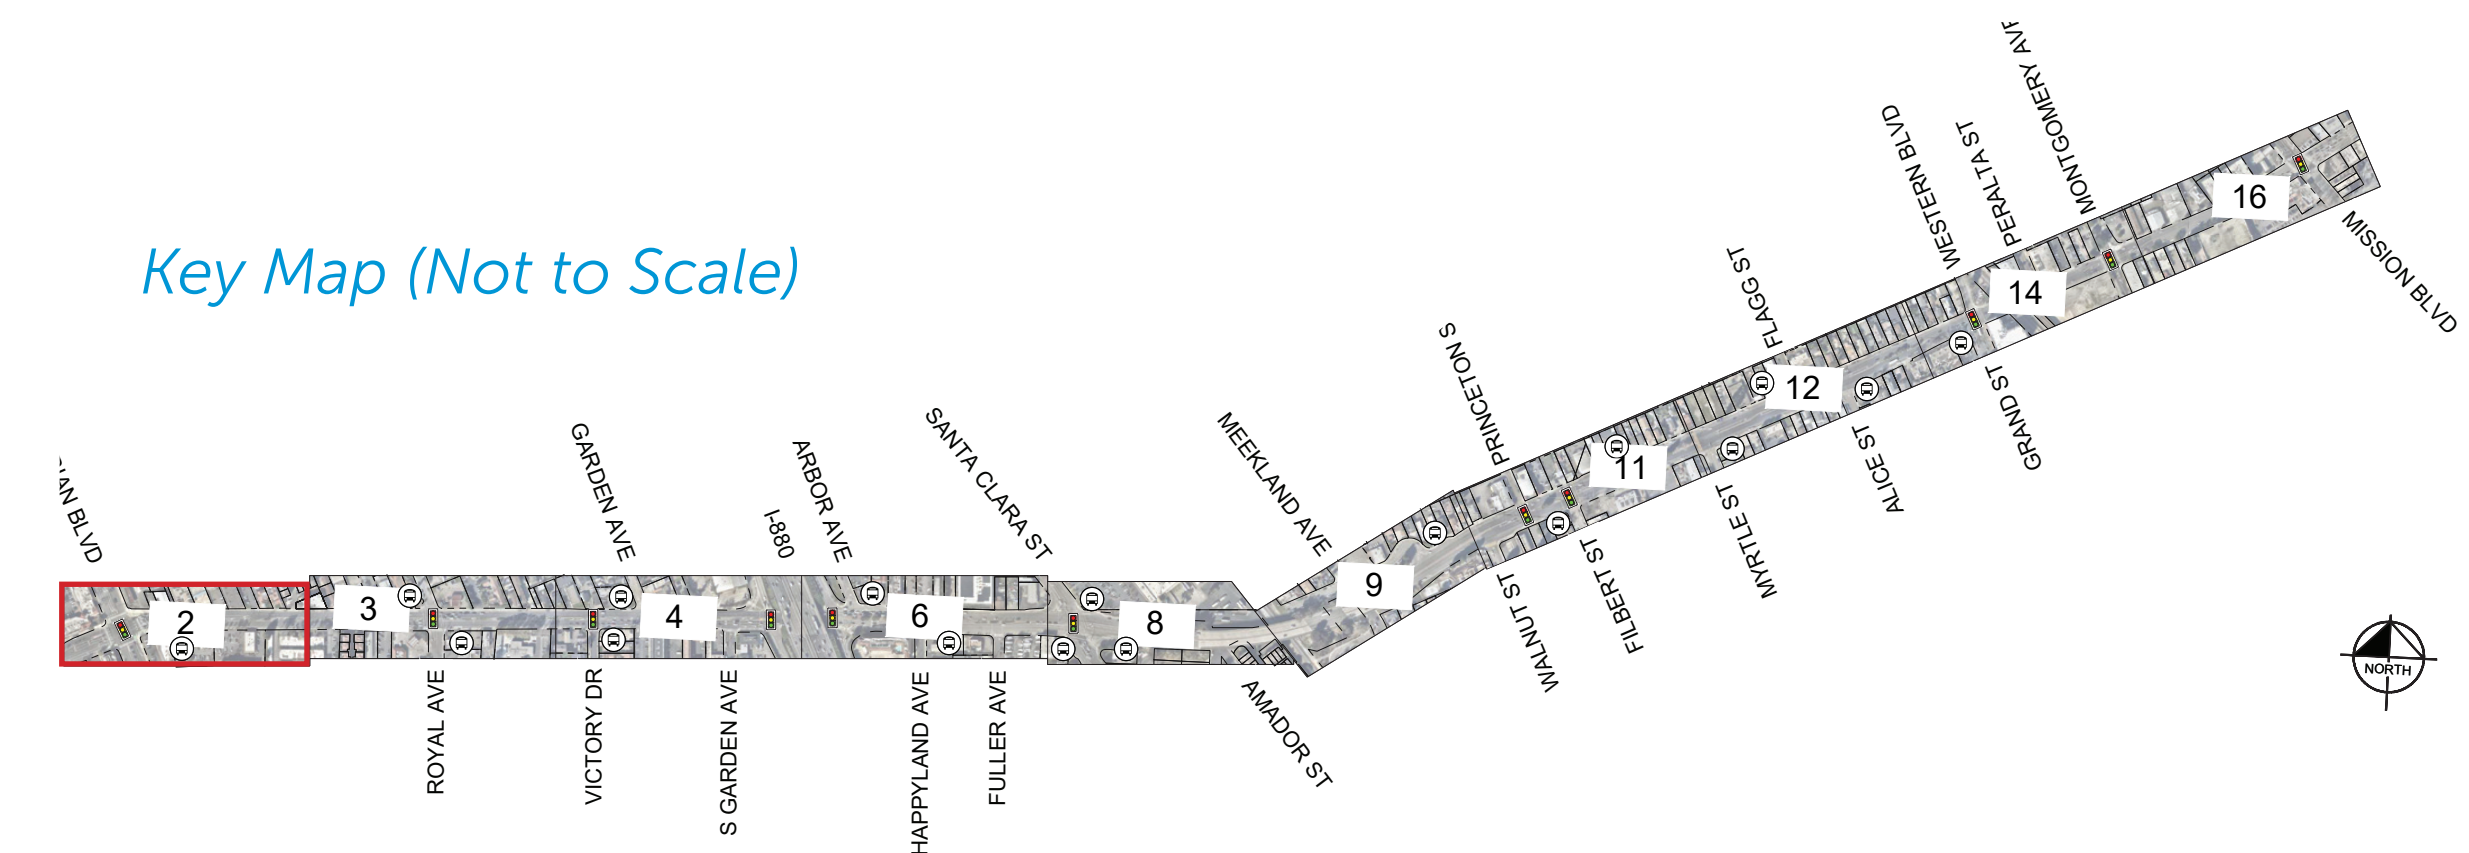 Key Map (Not to Scale)
BLVD
GARDEN AVE
I-880
ARBOR AVE
SANTA CLARA ST
MEEKLAND AVE
PRINCETON S
FLAGG ST
WESTERN BLVD
PERALTA ST
MONTGOMERY AVE
2
3
4
6
8
9
11
12
14
16
ROYAL AVE
VICTORY DR
S GARDEN AVE
HAPPYLAND AVE
FULLER AVE
AMADOR ST
WALNUT ST
FILBERT ST
MYRTLE ST
ALICE ST
GRAND ST
MISSION BLVD
NORTH